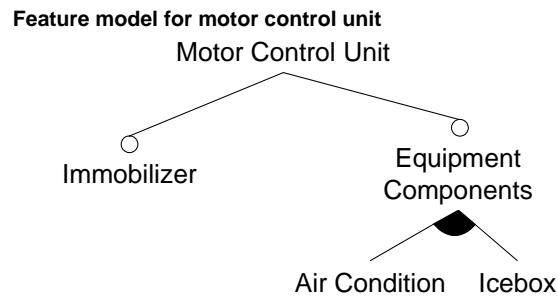 Feature model for motor control unit
Motor Control Unit
Immobilizer
Equipment
Components
Air Condition
Icebox